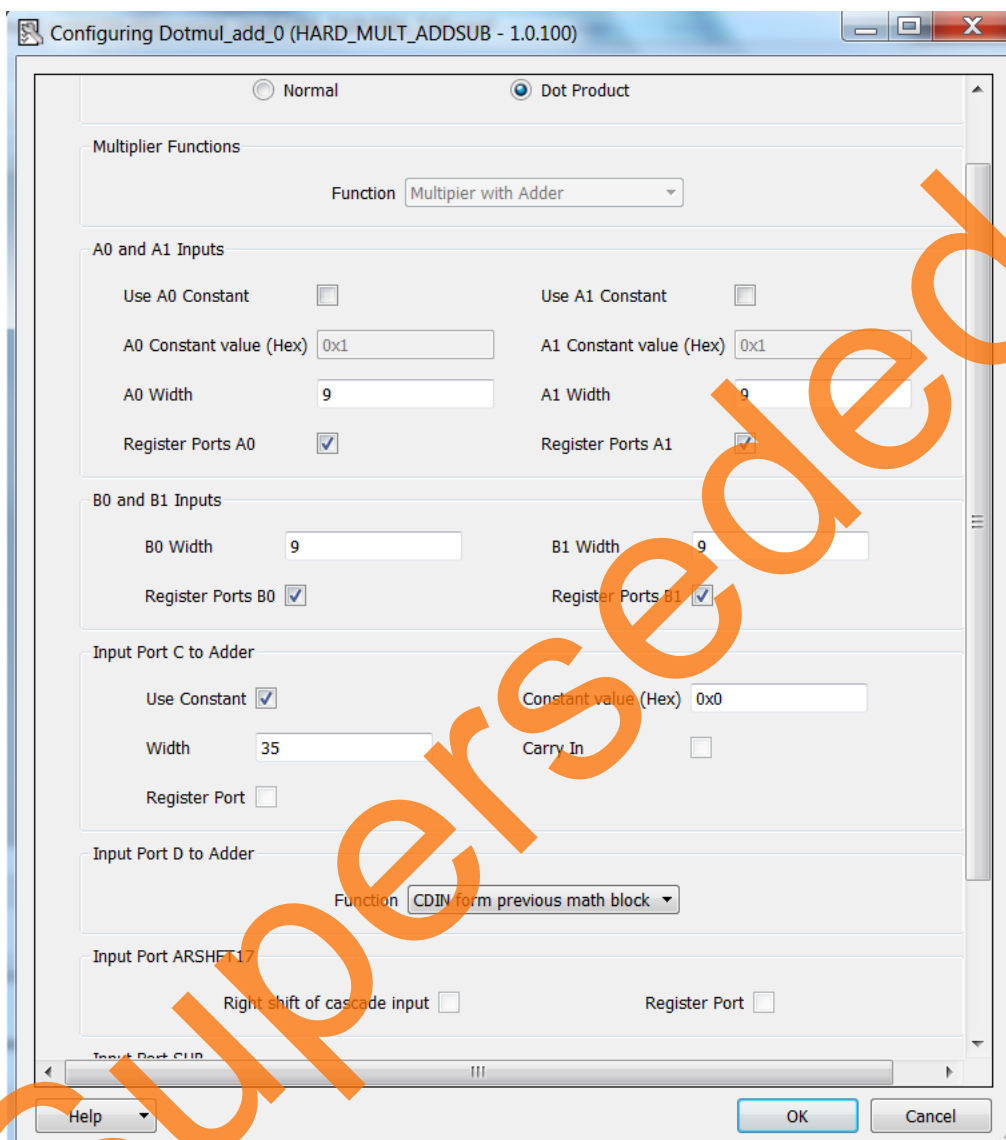 Configuring Dotmul_add_0 (HARD_MULT_ADDSUB - 1.0.100)
Normal Dot Product
Multiplier Functions
Function Multipier with Adder
A0 and A1 Inputs
Use A0 Constant Use A1 Constant
A0 Constant value (Hex) 0x1 A1 Constant value (Hex) 0x1
A0 Width 9 A1 Width 9
Register Ports A0 Register Ports A1
B0 and B1 Inputs
B0 Width 9 B1 Width 9
Register Ports B0 Register Ports B1
Input Port C to Adder
Use Constant Constant value (Hex) 0x0
Width 35 Carry In
Register Port
Input Port D to Adder
Function CDIN form previous math block
Input Port ARSHFT17
Right shift of cascade input Register Port
Input Port SUB
Help OK Cancel
Superseded